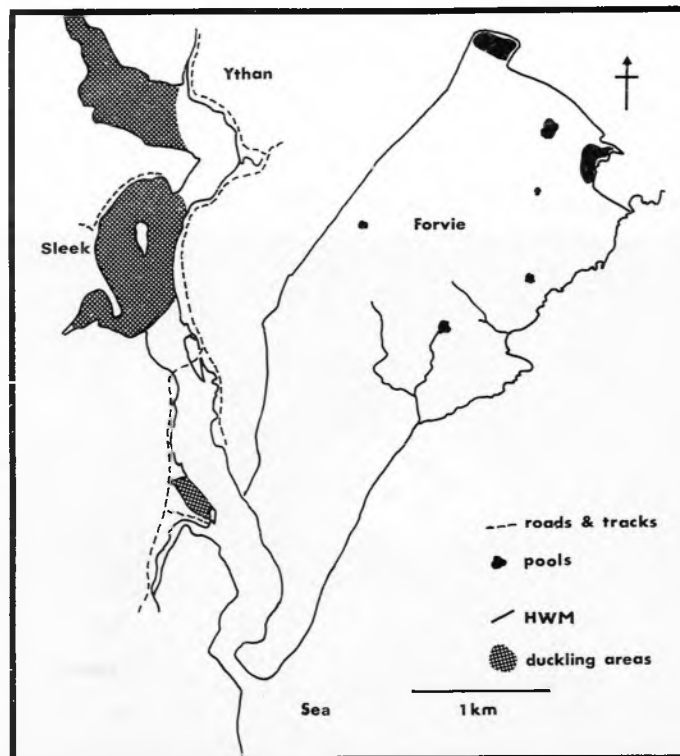 Ythan
Forvie
Sleek
roads & tracks
pools
HWM
duckling areas
Sea
1km